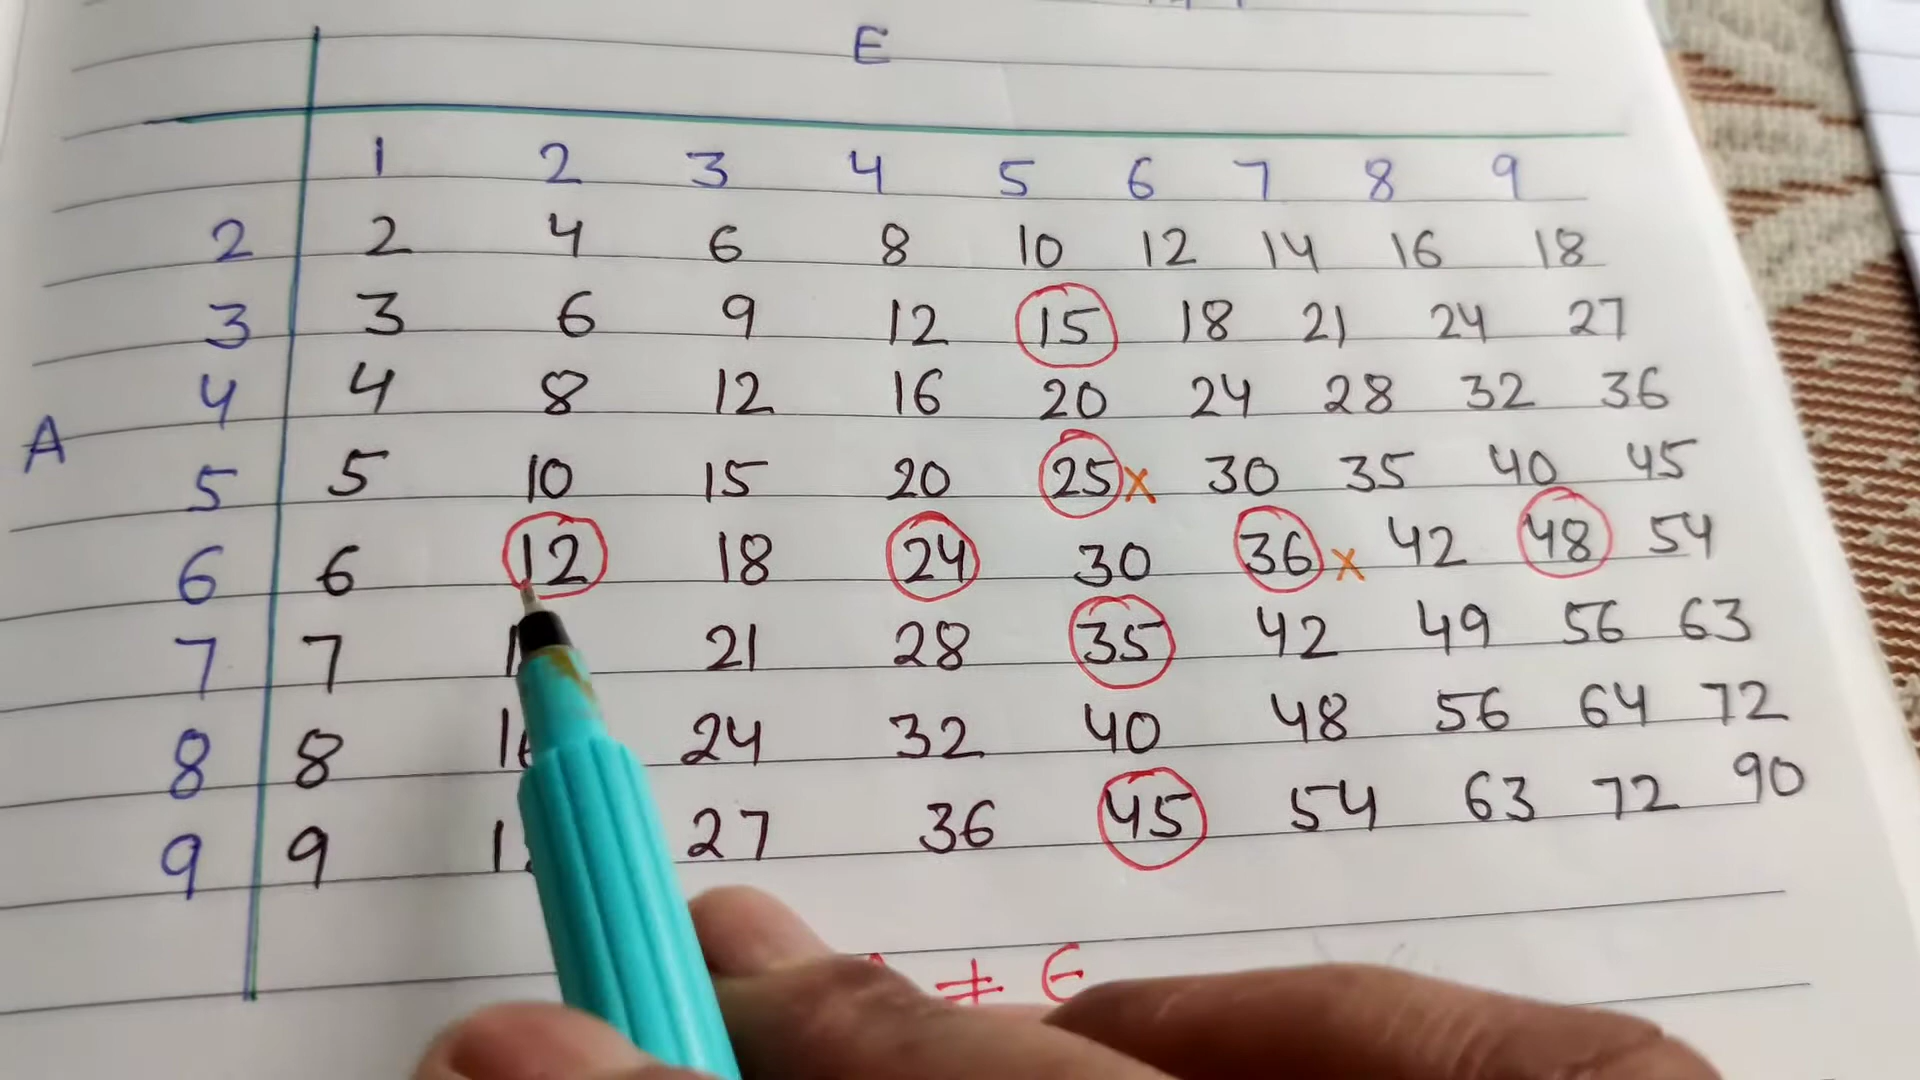 E
1 2 3 4 5 6 7 8 9
2 2 4 6 8 10 12 14 16 18
3 3 6 9 12 15 18 21 24 27
4 4 8 12 16 20 24 28 32 36
A
5 5 10 15 20 25 x 30 35 40 45
6 6 12 18 24 30 36 x 42 48 54
7 7 21 28 35 42 49 56 63
8 8 24 32 40 48 56 64 72
9 9 27 36 45 54 63 72 90
≠ E